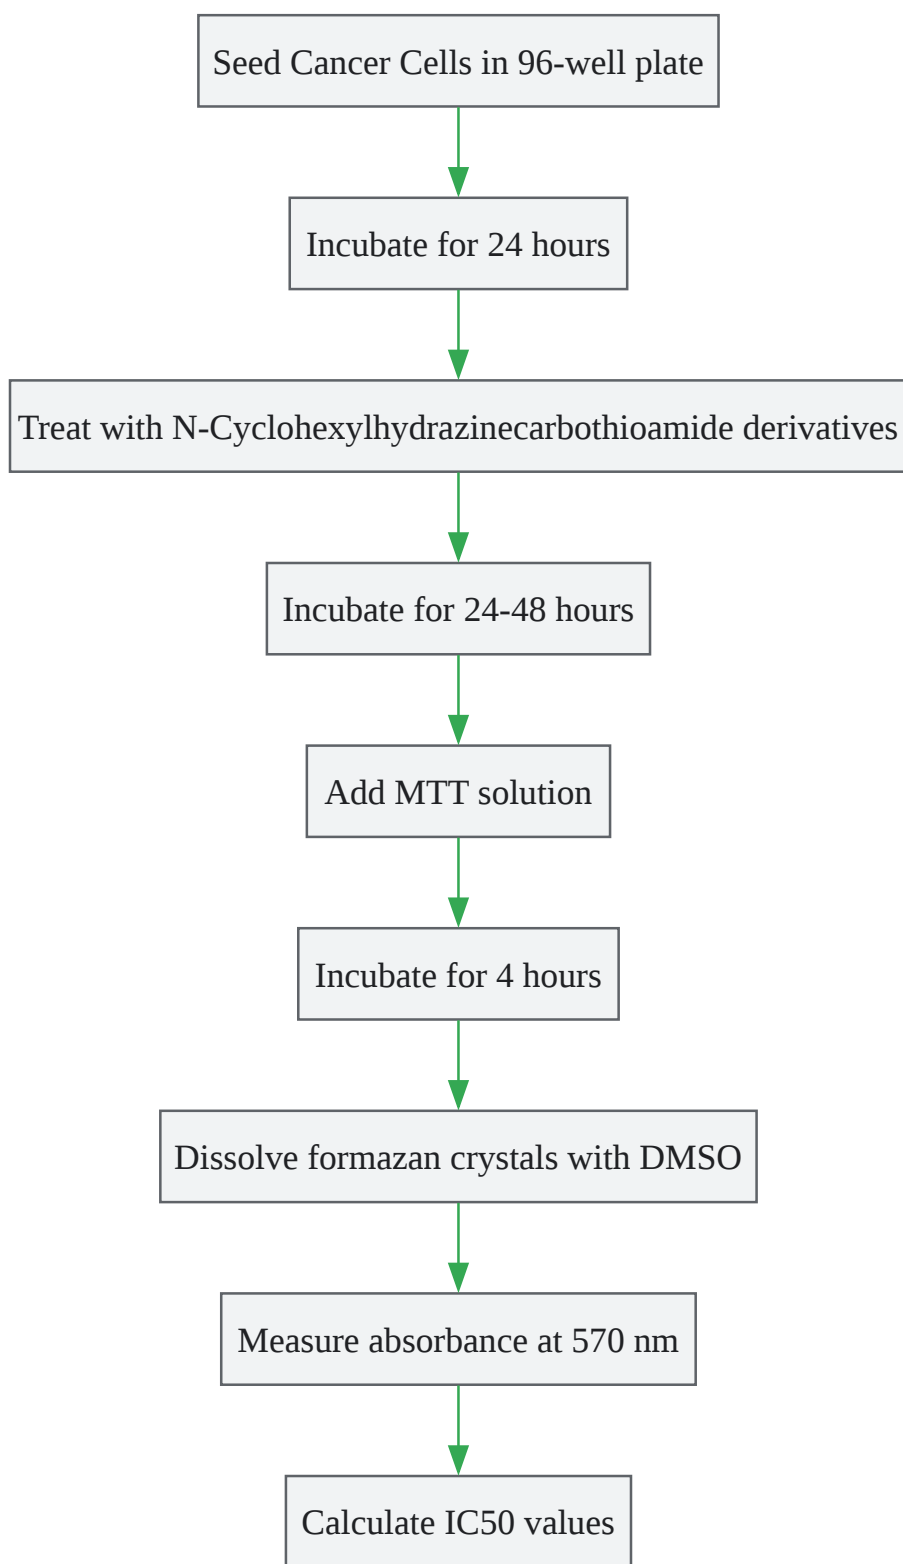 Seed Cancer Cells in 96-well plate
Incubate for 24 hours
Treat with N-Cyclohexylhydrazinecarbothioamide derivatives
Incubate for 24-48 hours
Add MTT solution
Incubate for 4 hours
Dissolve formazan crystals with DMSO
Measure absorbance at 570 nm
Calculate IC50 values